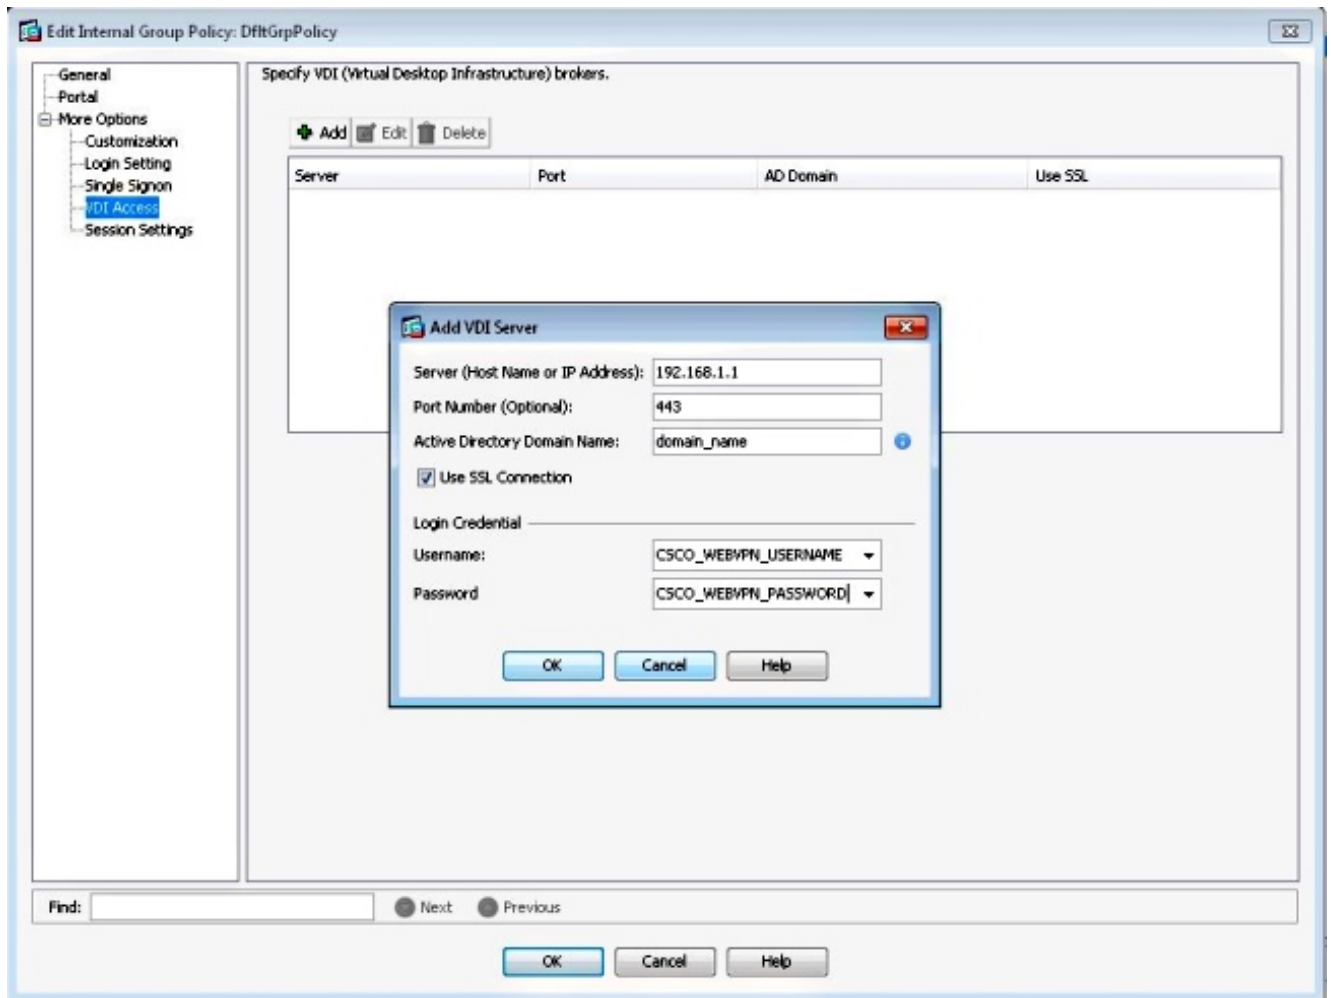 Edit Internal Group Policy: DfltGrpPolicy
General
Portal
More Options
Customization
Login Setting
Single Signon
VDI Access
Session Settings
Specify VDI (Virtual Desktop Infrastructure) brokers.
Add Edit Delete
Server Port AD Domain Use SSL
Add VDI Server
Server (Host Name or IP Address): 192.168.1.1
Port Number (Optional): 443
Active Directory Domain Name: domain_name
Use SSL Connection
Login Credential
Username: CSCO_WEBVPN_USERNAME
Password CSCO_WEBVPN_PASSWORD
OK Cancel Help
Find: Next Previous
OK Cancel Help